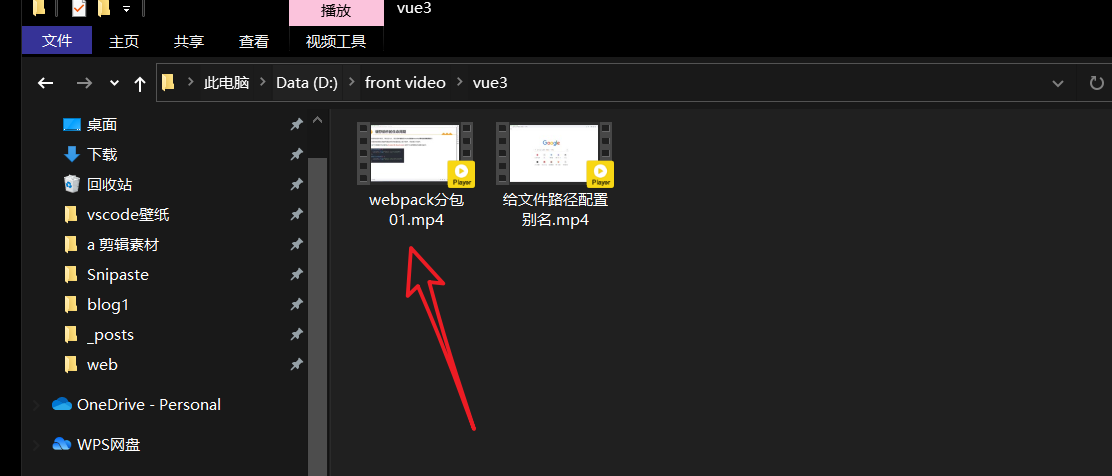 播放
vue3
文件
主页
共享
查看
视频工具
此电脑
Data (D:)
front video
vue3
桌面
下载
回收站
vscode壁纸
a 剪辑素材
Snipaste
blog1
_posts
web
OneDrive - Personal
WPS网盘
Player
webpack分包
01.mp4
Google
Player
给文件路径配置
别名.mp4